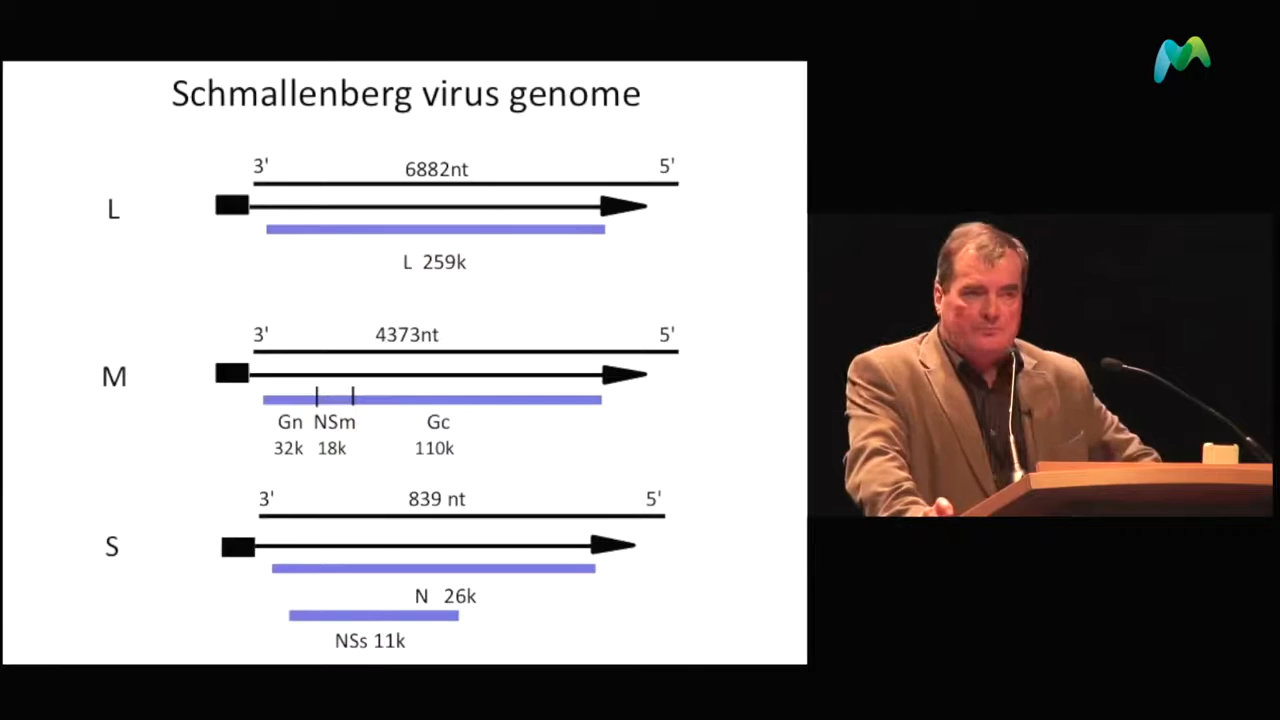 Schmallenberg virus genome
3' 6882nt 5'
L
L 259k
3' 4373nt 5'
M
Gn NSm Gc
32k 18k 110k
3' 839 nt 5'
S
N 26k
NSs 11k